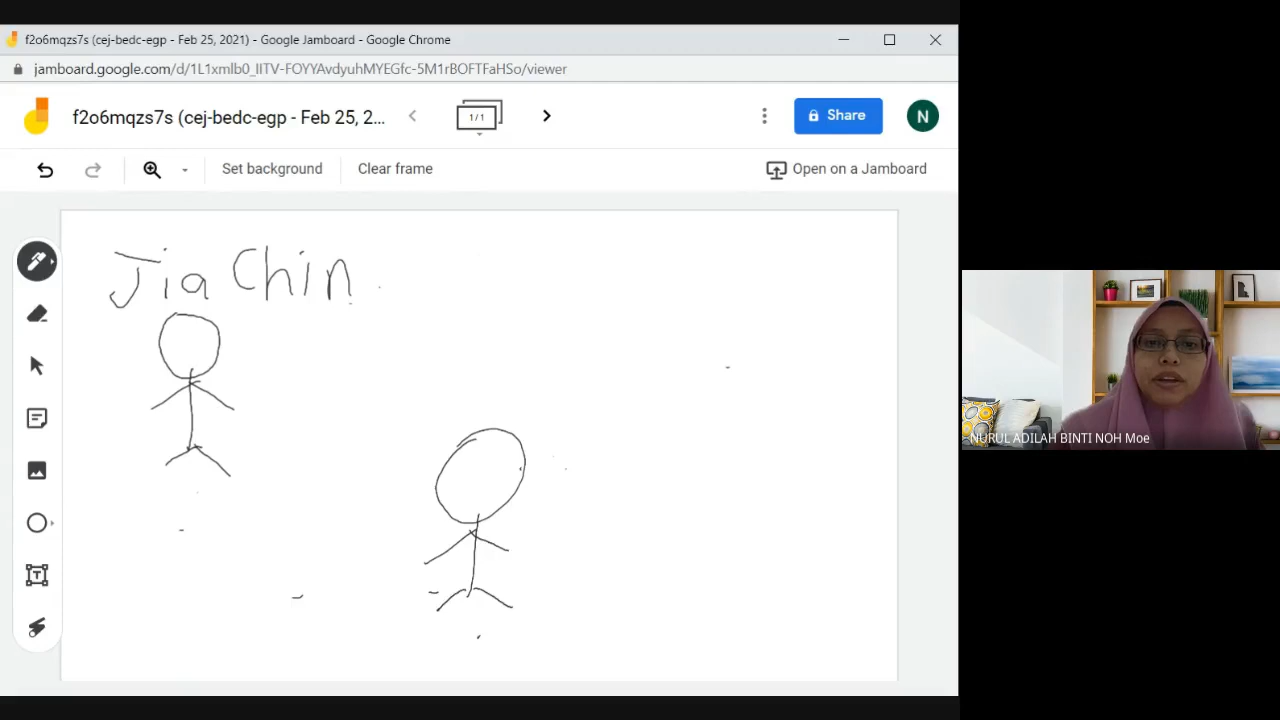 f2o6mqzs7s (cej-bedc-egp - Feb 25, 2021) - Google Jamboard - Google Chrome
jamboard.google.com/d/1L1xmlb0_IITV-FOYYAvdyuhMYEGfc-5M1rBOFTFaHSo/viewer
f2o6mqzs7s (cej-bedc-egp - Feb 25, 2... 1/1 Share N
Set background Clear frame Open on a Jamboard
Jia Chin
NURUL ADILAH BINTI NOH Moe